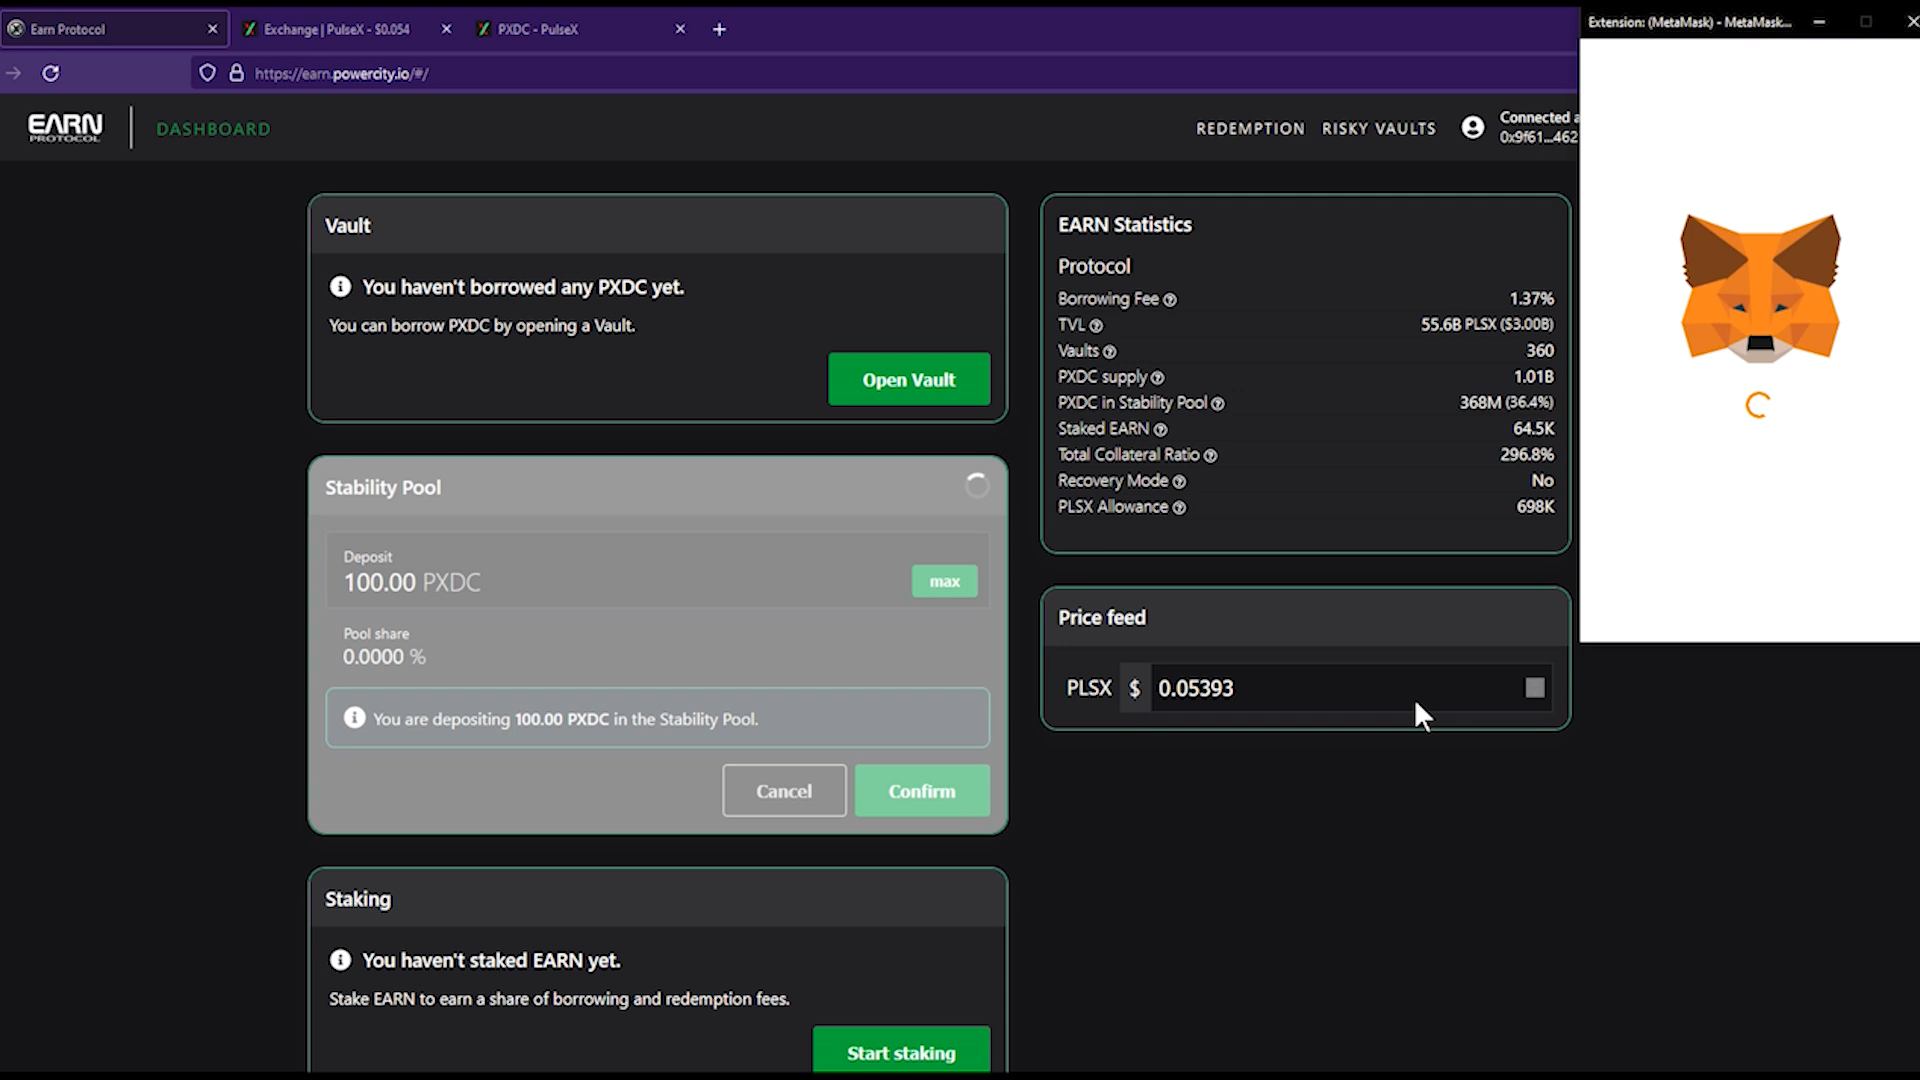 Earn Protocol
Exchange | PulseX - $0.054
PXDC - PulseX
Extension: (MetaMask) - MetaMask...
https://earn.powercity.io/#/
EARN
PROTOCOL
DASHBOARD
REDEMPTION
RISKY VAULTS
Connected a
0x9f61...462
Vault
You haven't borrowed any PXDC yet.
You can borrow PXDC by opening a Vault.
Open Vault
Stability Pool
Deposit
100.00 PXDC
max
Pool share
0.0000 %
You are depositing 100.00 PXDC in the Stability Pool.
Cancel
Confirm
Staking
You haven't staked EARN yet.
Stake EARN to earn a share of borrowing and redemption fees.
Start staking
EARN Statistics
Protocol
Borrowing Fee 1.37%
TVL 55.6B PLSX ($3.00B)
Vaults 360
PXDC supply 1.01B
PXDC in Stability Pool 368M (36.4%)
Staked EARN 64.5K
Total Collateral Ratio 296.8%
Recovery Mode No
PLSX Allowance 698K
Price feed
PLSX $ 0.05393